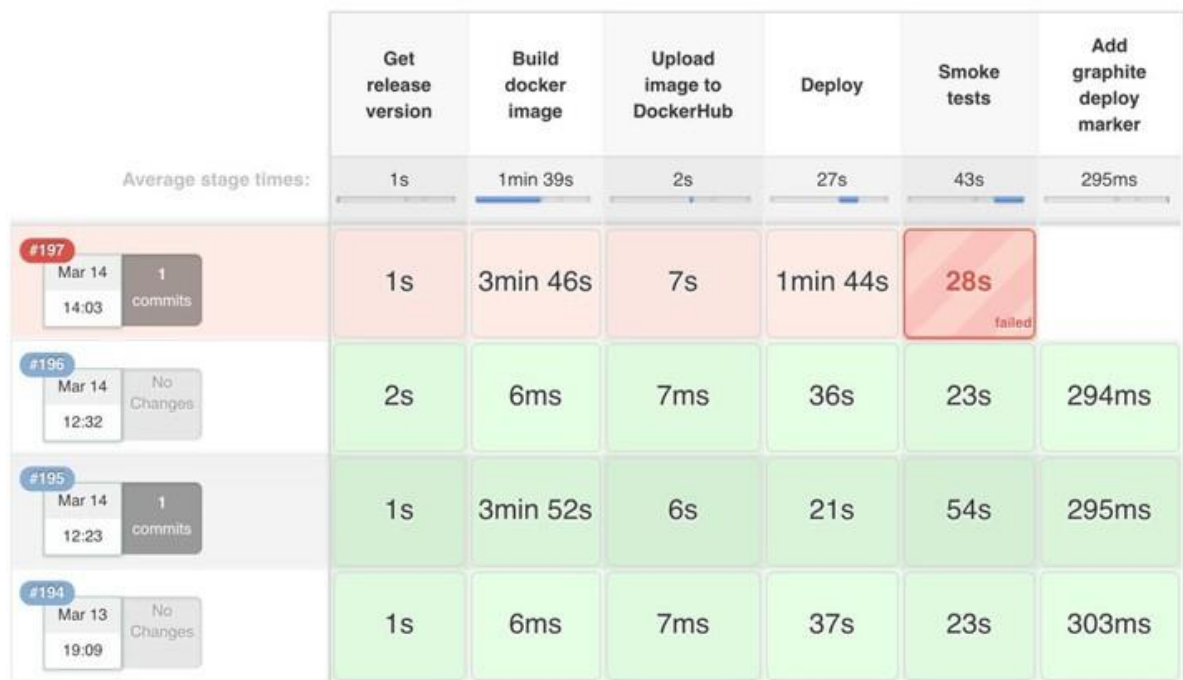 Get
release
version
Build
docker
image
Upload
image to
DockerHub
Deploy
Smoke
tests
Add
graphite
deploy
marker
Average stage times:
1s
1min 39s
2s
27s
43s
295ms
#197
Mar 14
14:03
1
commits
1s
3min 46s
7s
1min 44s
28s
failed
#196
Mar 14
12:32
No
Changes
2s
6ms
7ms
36s
23s
294ms
#195
Mar 14
12:23
1
commits
1s
3min 52s
6s
21s
54s
295ms
#194
Mar 13
19:09
No
Changes
1s
6ms
7ms
37s
23s
303ms